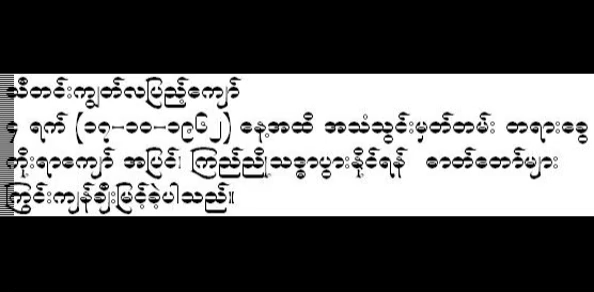 သီတင်းကျွတ်လပြည့်ကျော်
၄ ရက် (၁၇-၁၀-၁၉၆၂) နေ့အထိ အသံသွင်းမှတ်တမ်း တရားခွေ
ကိုးရာကျော် အပြင်၊ ကြည်ညိုသဒ္ဓာပွားနိုင်ရန် ဓာတ်တော်များ
ကြွင်းကျန်ချီးမြှင့်ခဲ့ပါသည်။